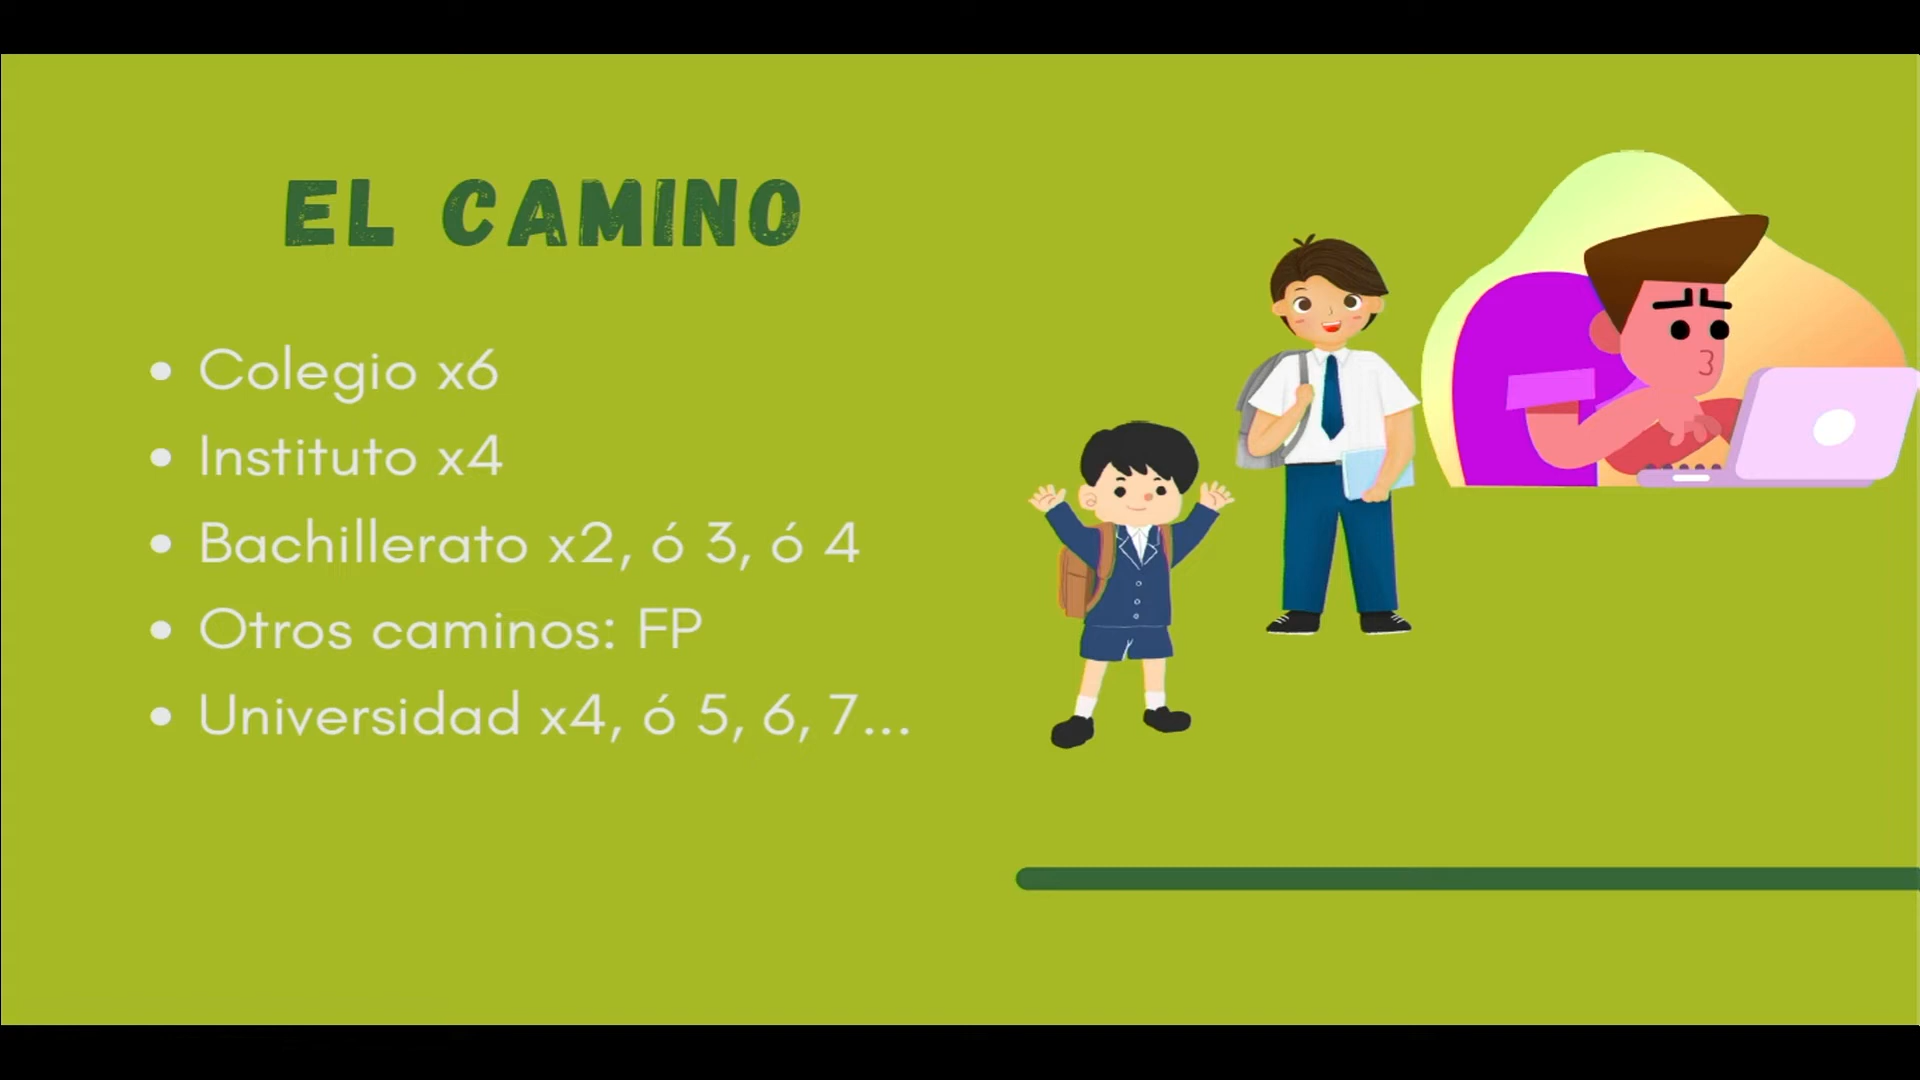 EL CAMINO
• Colegio x6
• Instituto x4
• Bachillerato x2, ó 3, ó 4
• Otros caminos: FP
• Universidad x4, ó 5, 6, 7...